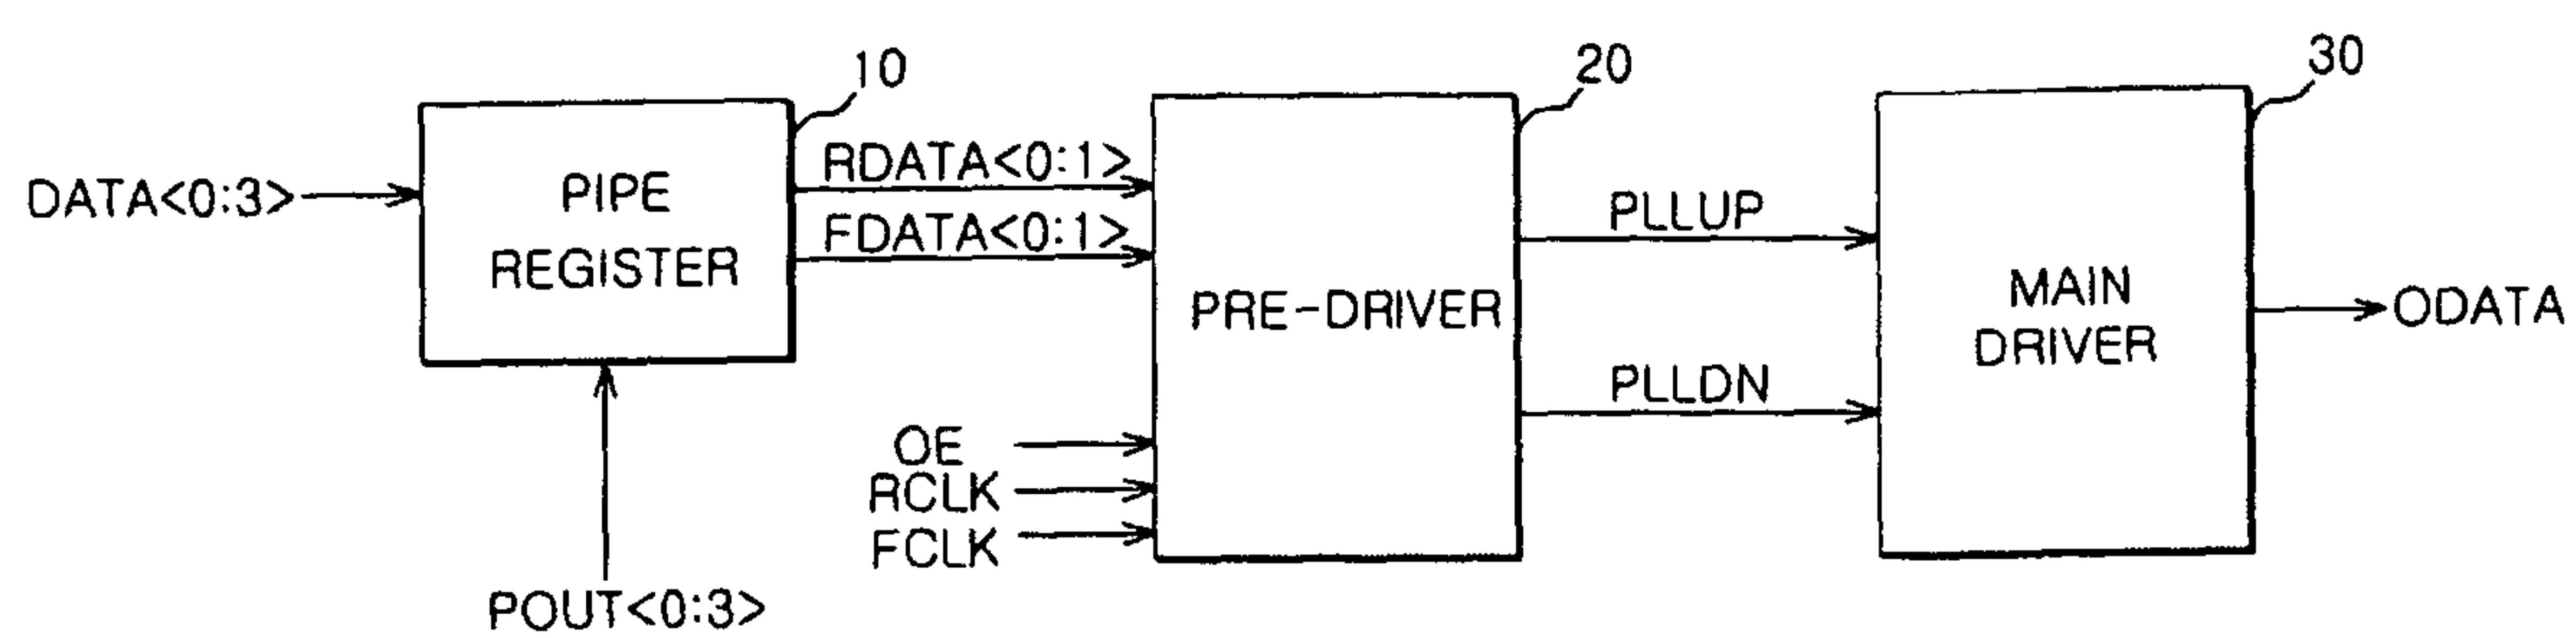 10
20
30
DATA<0:3>
PIPE
REGISTER
RDATA<0:1>
FDATA<0:1>
POUT<0:3>
OE
RCLK
FCLK
PRE-DRIVER
PLLUP
PLLDN
MAIN
DRIVER
ODATA